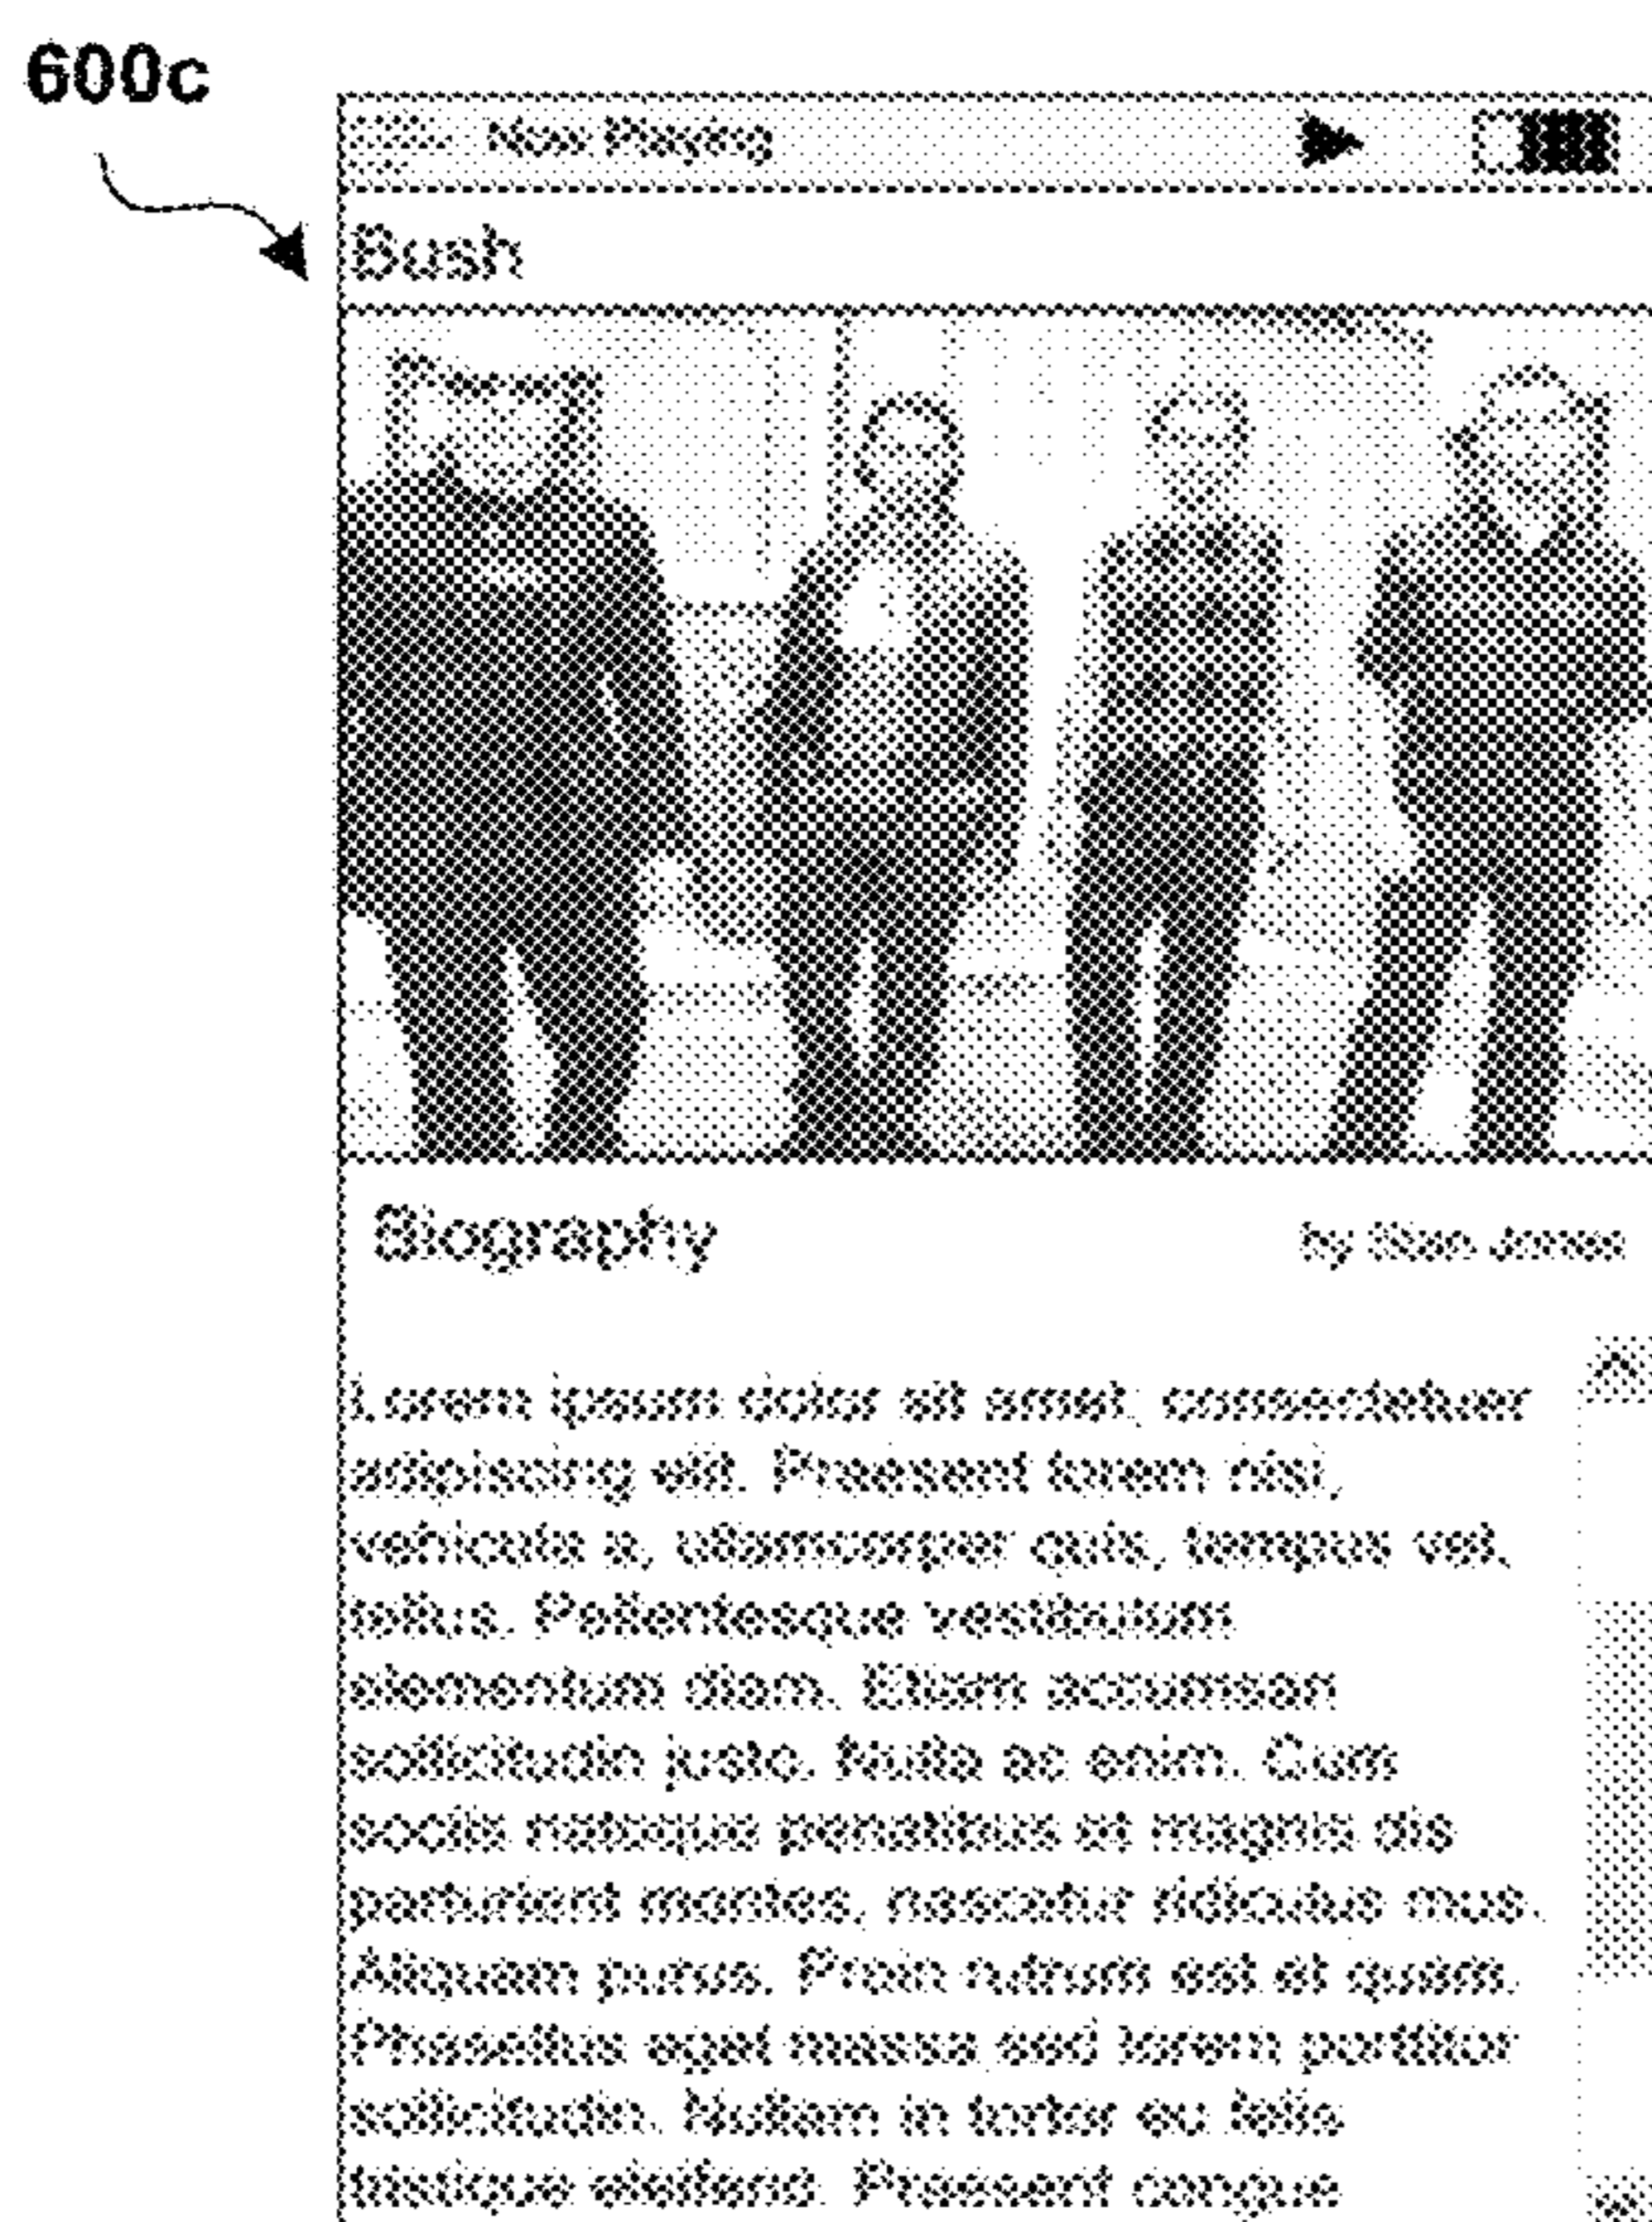 600c
Now Playing
Bush
Biography
by Stan Jones
Lorem ipsum dolor sit amet, consectetuer
adipiscing elit. Praesent lorem nisi,
vehicula a, ullamcorper quis, tempus vel,
tellus. Pellentesque vestibulum
elementum diam. Etiam accumsan
sollicitudin justo. Nulla ac enim. Cum
sociis natoque penatibus et magnis dis
parturient montes, nascetur ridiculus mus.
Aliquam purus. Proin rutrum est et quam.
Phasellus eget massa sed lorem porttitor
sollicitudin. Nullam in tortor eu felis
tristique eleifend. Praesent congue